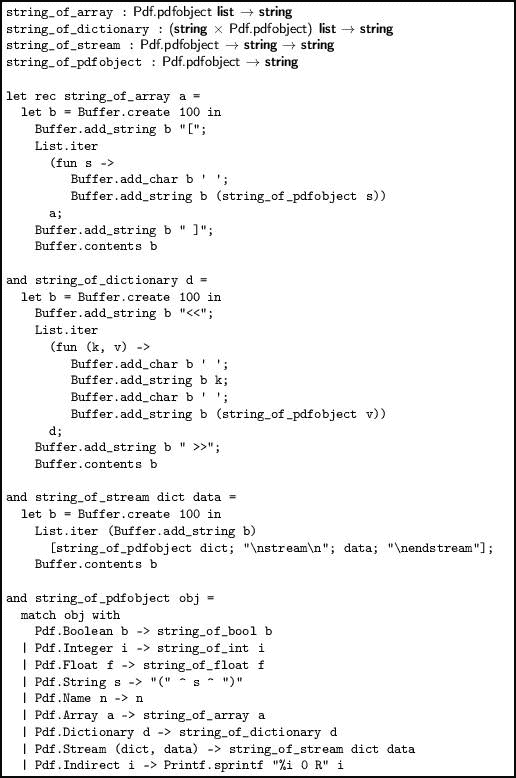 string_of_array : Pdf.pdfobject list → string
string_of_dictionary : (string × Pdf.pdfobject) list → string
string_of_stream : Pdf.pdfobject → string → string
string_of_pdfobject : Pdf.pdfobject → string

let rec string_of_array a =
  let b = Buffer.create 100 in
    Buffer.add_string b "[";
    List.iter
      (fun s ->
         Buffer.add_char b ' ';
         Buffer.add_string b (string_of_pdfobject s))
      a;
    Buffer.add_string b " ]";
    Buffer.contents b

and string_of_dictionary d =
  let b = Buffer.create 100 in
    Buffer.add_string b "<<";
    List.iter
      (fun (k, v) ->
         Buffer.add_char b ' ';
         Buffer.add_string b k;
         Buffer.add_char b ' ';
         Buffer.add_string b (string_of_pdfobject v))
      d;
    Buffer.add_string b " >>";
    Buffer.contents b

and string_of_stream dict data =
  let b = Buffer.create 100 in
    List.iter (Buffer.add_string b)
      [string_of_pdfobject dict; "\nstream\n"; data; "\nendstream"];
    Buffer.contents b

and string_of_pdfobject obj =
  match obj with
    Pdf.Boolean b -> string_of_bool b
  | Pdf.Integer i -> string_of_int i
  | Pdf.Float f -> string_of_float f
  | Pdf.String s -> "(" ^ s ^ ")"
  | Pdf.Name n -> n
  | Pdf.Array a -> string_of_array a
  | Pdf.Dictionary d -> string_of_dictionary d
  | Pdf.Stream (dict, data) -> string_of_stream dict data
  | Pdf.Indirect i -> Printf.sprintf "%i 0 R" i